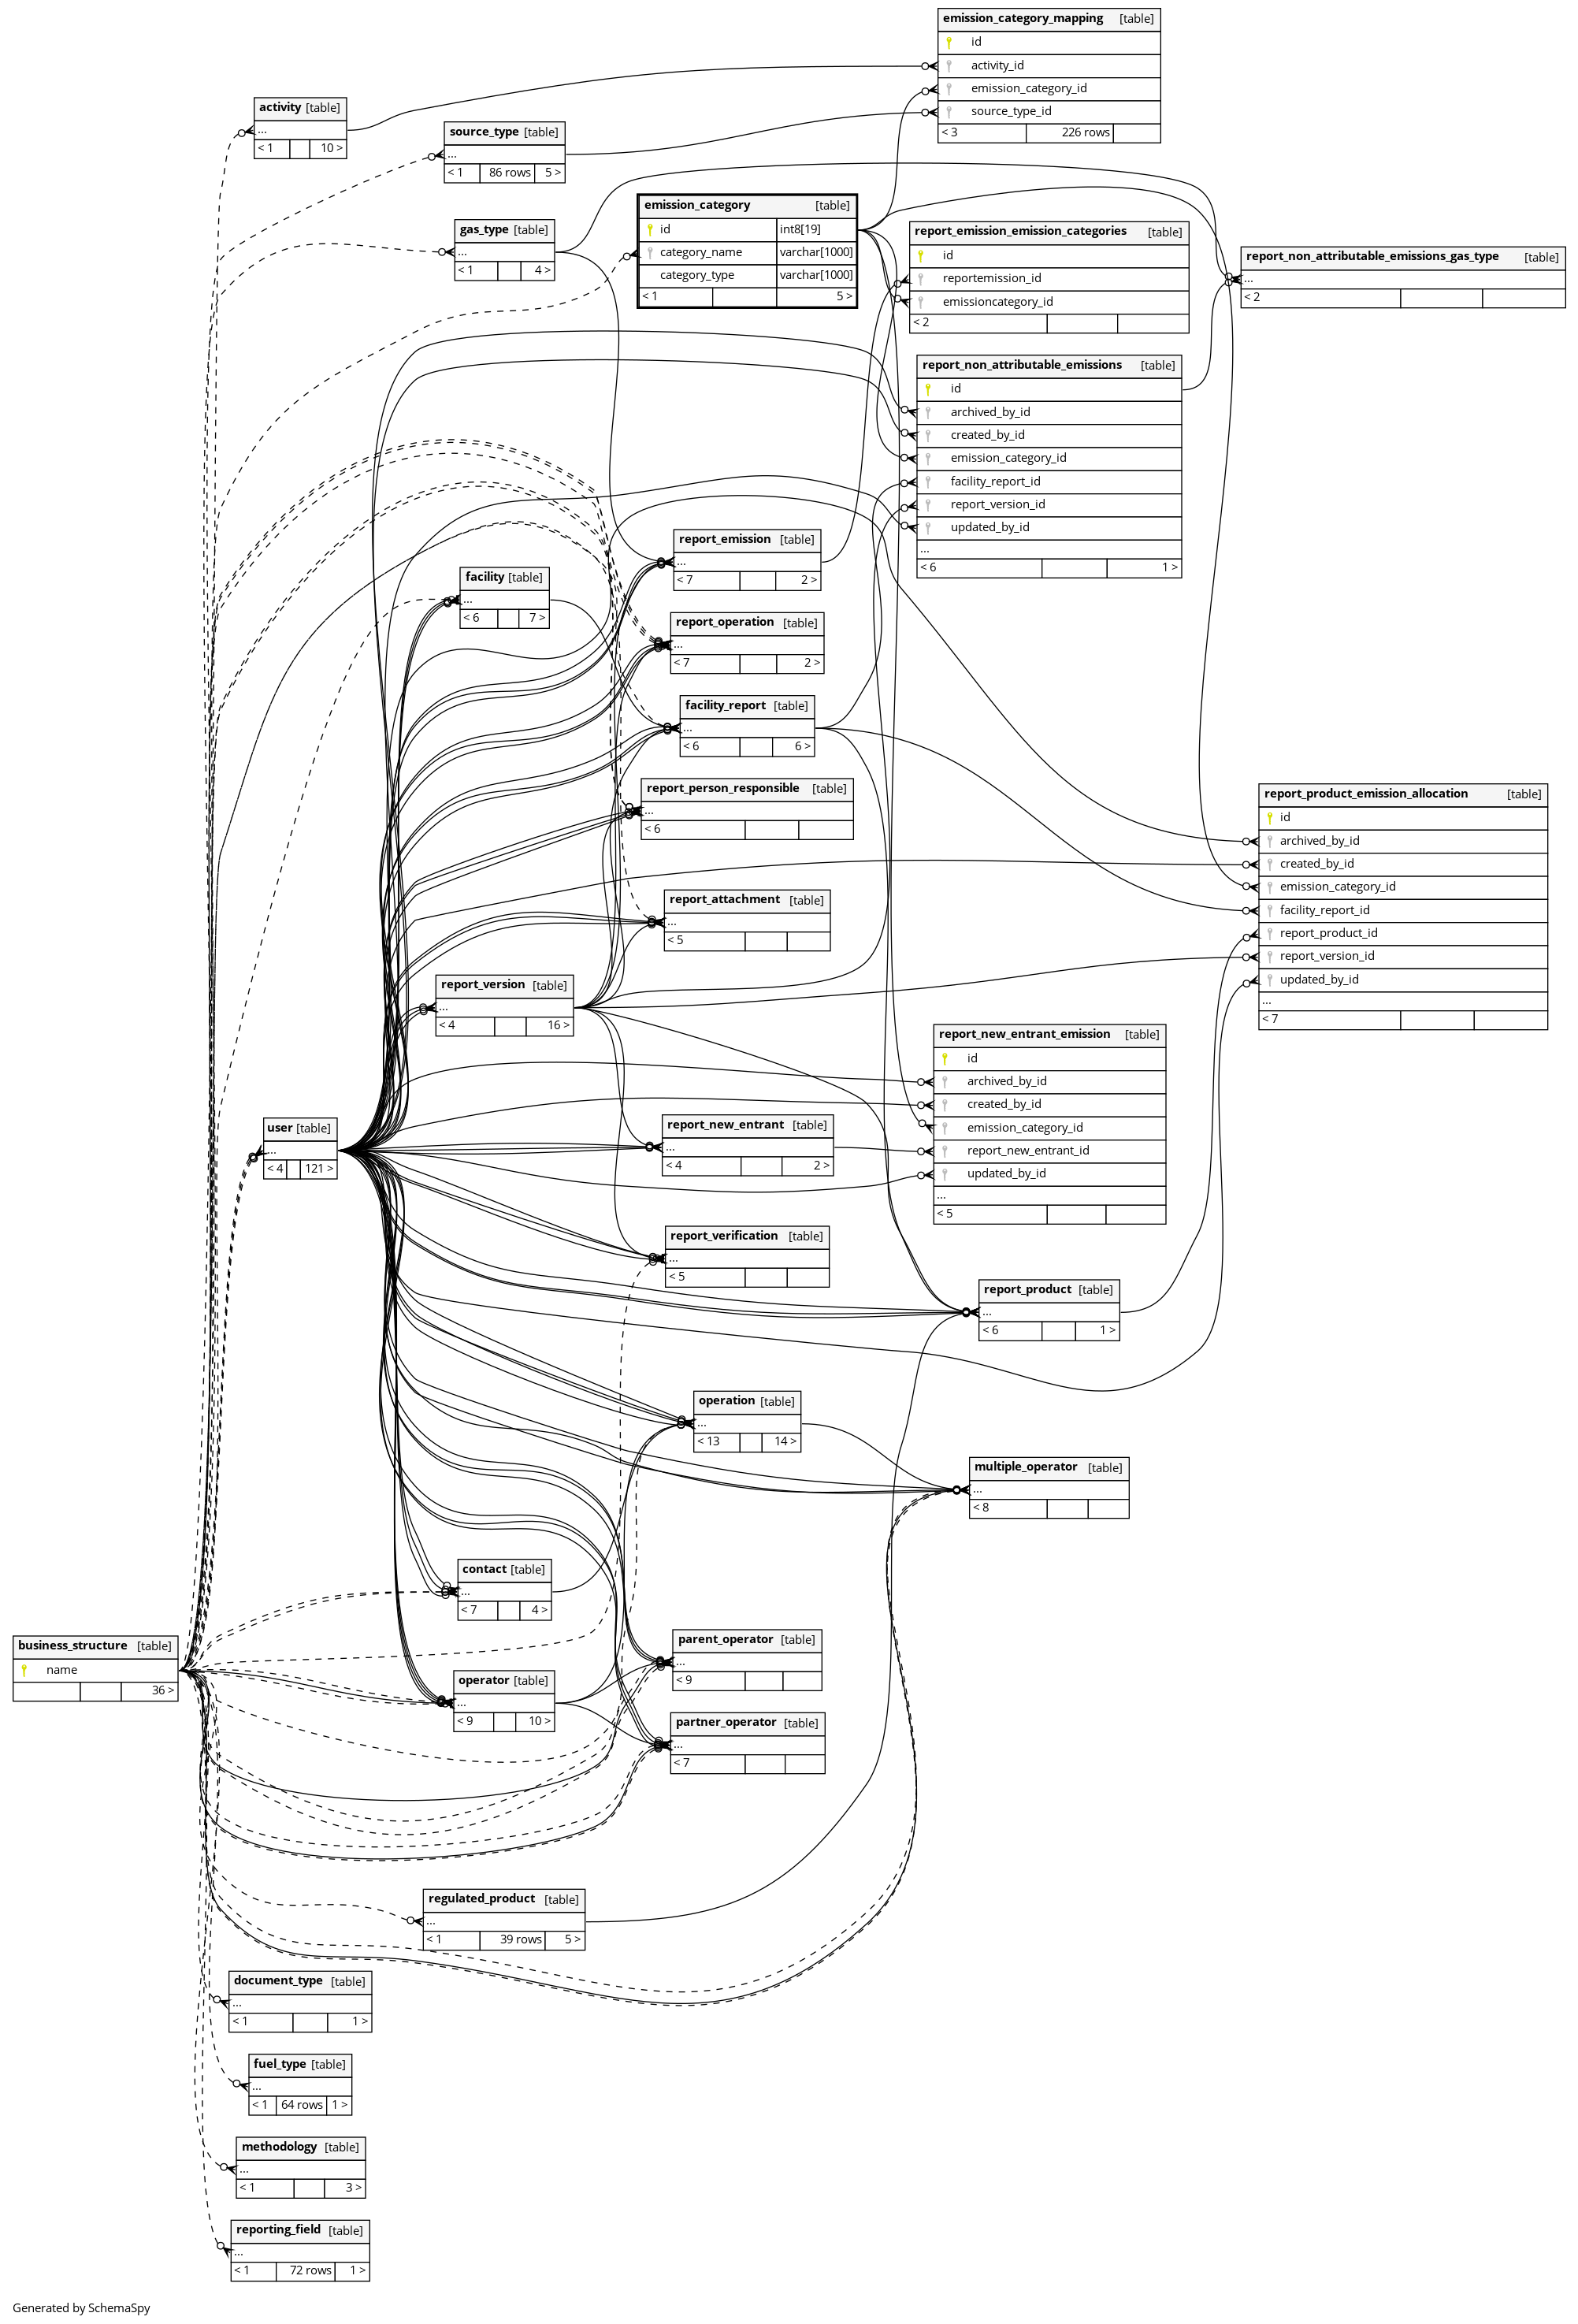 emission_category_mapping [table]
id
activity_id
emission_category_id
source_type_id
< 3 226 rows
activity [table]
...
< 1 10 >
source_type [table]
...
< 1 86 rows 5 >
emission_category [table]
id int8[19]
category_name varchar[1000]
category_type varchar[1000]
< 1 5 >
gas_type [table]
...
< 1 4 >
report_emission_emission_categories [table]
id
reportemission_id
emissioncategory_id
< 2
report_non_attributable_emissions_gas_type [table]
...
< 2
report_non_attributable_emissions [table]
id
archived_by_id
created_by_id
emission_category_id
facility_report_id
report_version_id
updated_by_id
...
< 6 1 >
report_emission [table]
...
< 7 2 >
facility [table]
...
< 6 7 >
report_operation [table]
...
< 7 2 >
facility_report [table]
...
< 6 6 >
report_person_responsible [table]
...
< 6
report_product_emission_allocation [table]
id
archived_by_id
created_by_id
emission_category_id
facility_report_id
report_product_id
report_version_id
updated_by_id
...
< 7
report_attachment [table]
...
< 5
report_version [table]
...
< 4 16 >
report_new_entrant_emission [table]
id
archived_by_id
created_by_id
emission_category_id
report_new_entrant_id
updated_by_id
...
< 5
user [table]
...
< 4 121 >
report_new_entrant [table]
...
< 4 2 >
report_verification [table]
...
< 5
report_product [table]
...
< 6 1 >
operation [table]
...
< 13 14 >
multiple_operator [table]
...
< 8
contact [table]
...
< 7 4 >
business_structure [table]
name
36 >
parent_operator [table]
...
< 9
operator [table]
...
< 9 10 >
partner_operator [table]
...
< 7
regulated_product [table]
...
< 1 39 rows 5 >
document_type [table]
...
< 1 1 >
fuel_type [table]
...
< 1 64 rows 1 >
methodology [table]
...
< 1 3 >
reporting_field [table]
...
< 1 72 rows 1 >
Generated by SchemaSpy